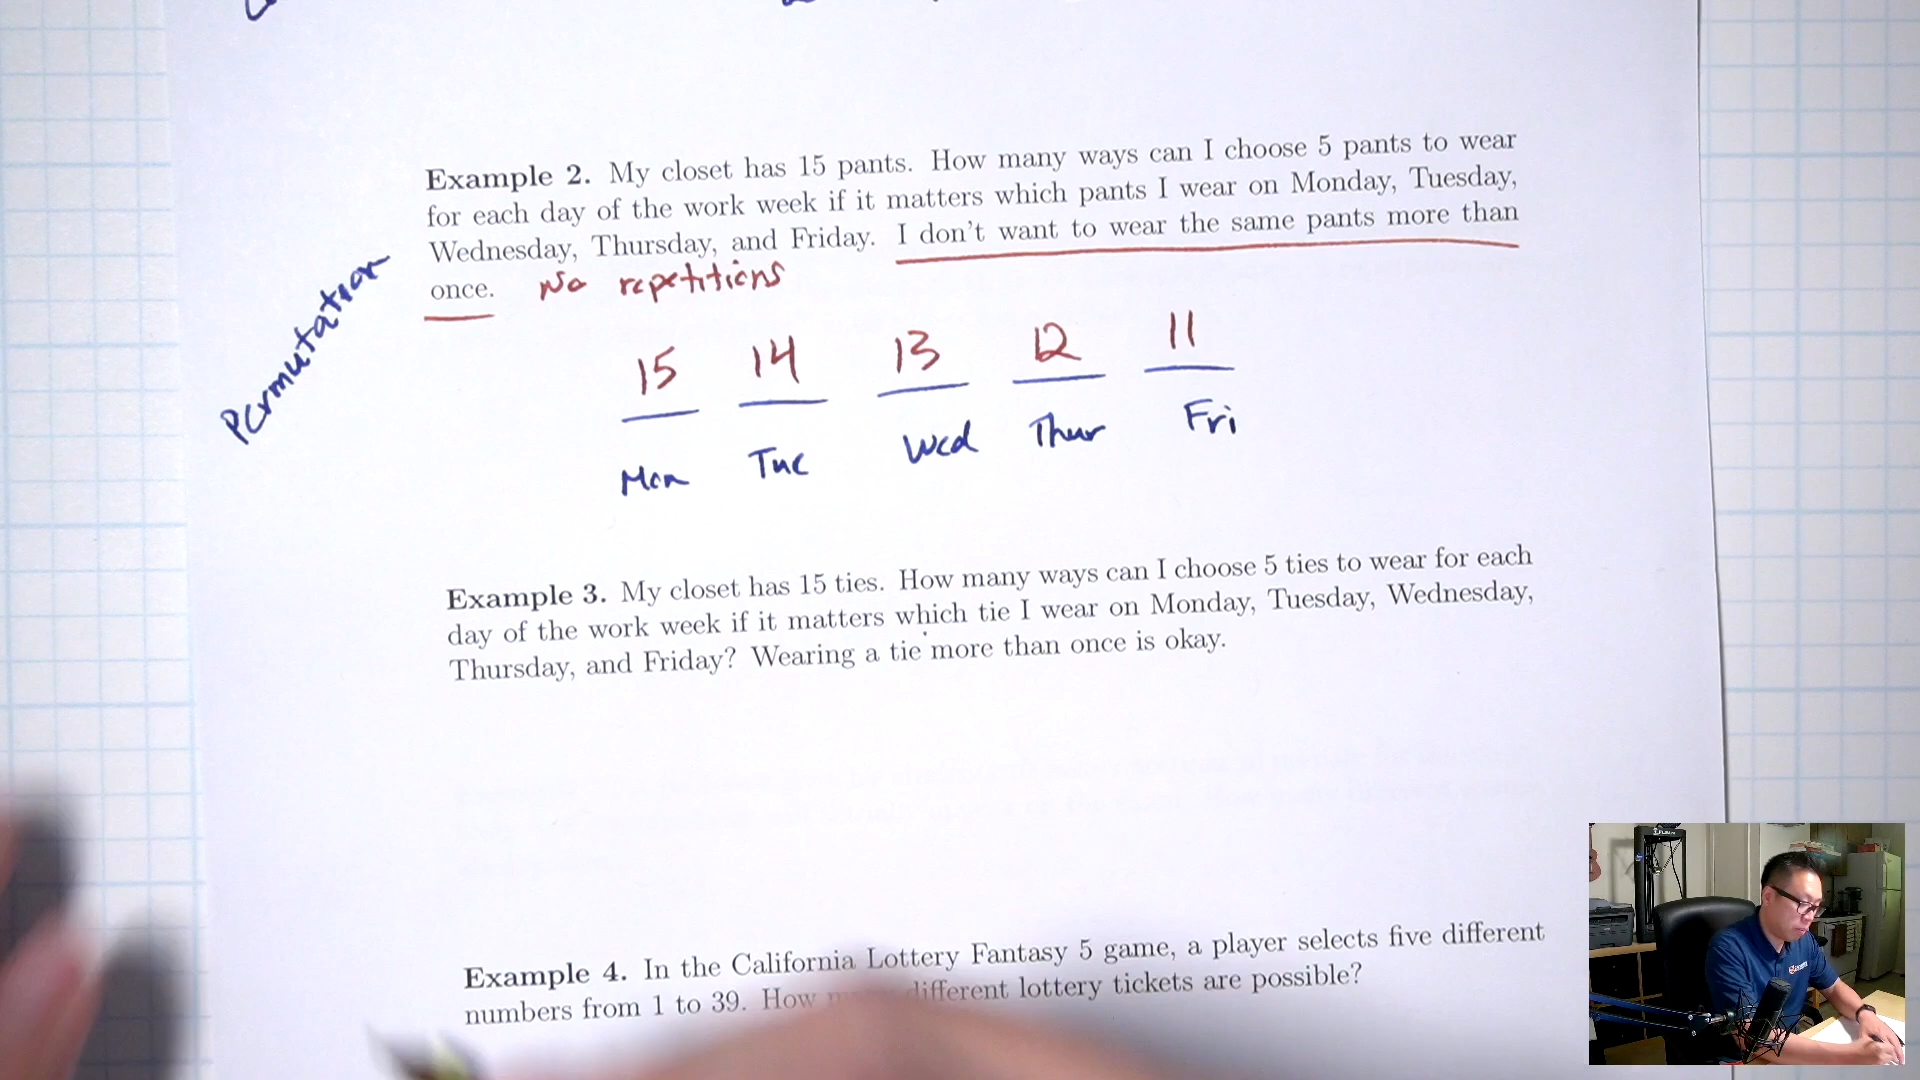 Example 2. My closet has 15 pants. How many ways can I choose 5 pants to wear
for each day of the work week if it matters which pants I wear on Monday, Tuesday,
Wednesday, Thursday, and Friday. I don't want to wear the same pants more than
once. No repetitions
Permutation
15 14 13 12 11
Mon Tue Wed Thur Fri
Example 3. My closet has 15 ties. How many ways can I choose 5 ties to wear for each
day of the work week if it matters which tie I wear on Monday, Tuesday, Wednesday,
Thursday, and Friday? Wearing a tie more than once is okay.
Example 4. In the California Lottery Fantasy 5 game, a player selects five different
numbers from 1 to 39. How different lottery tickets are possible?